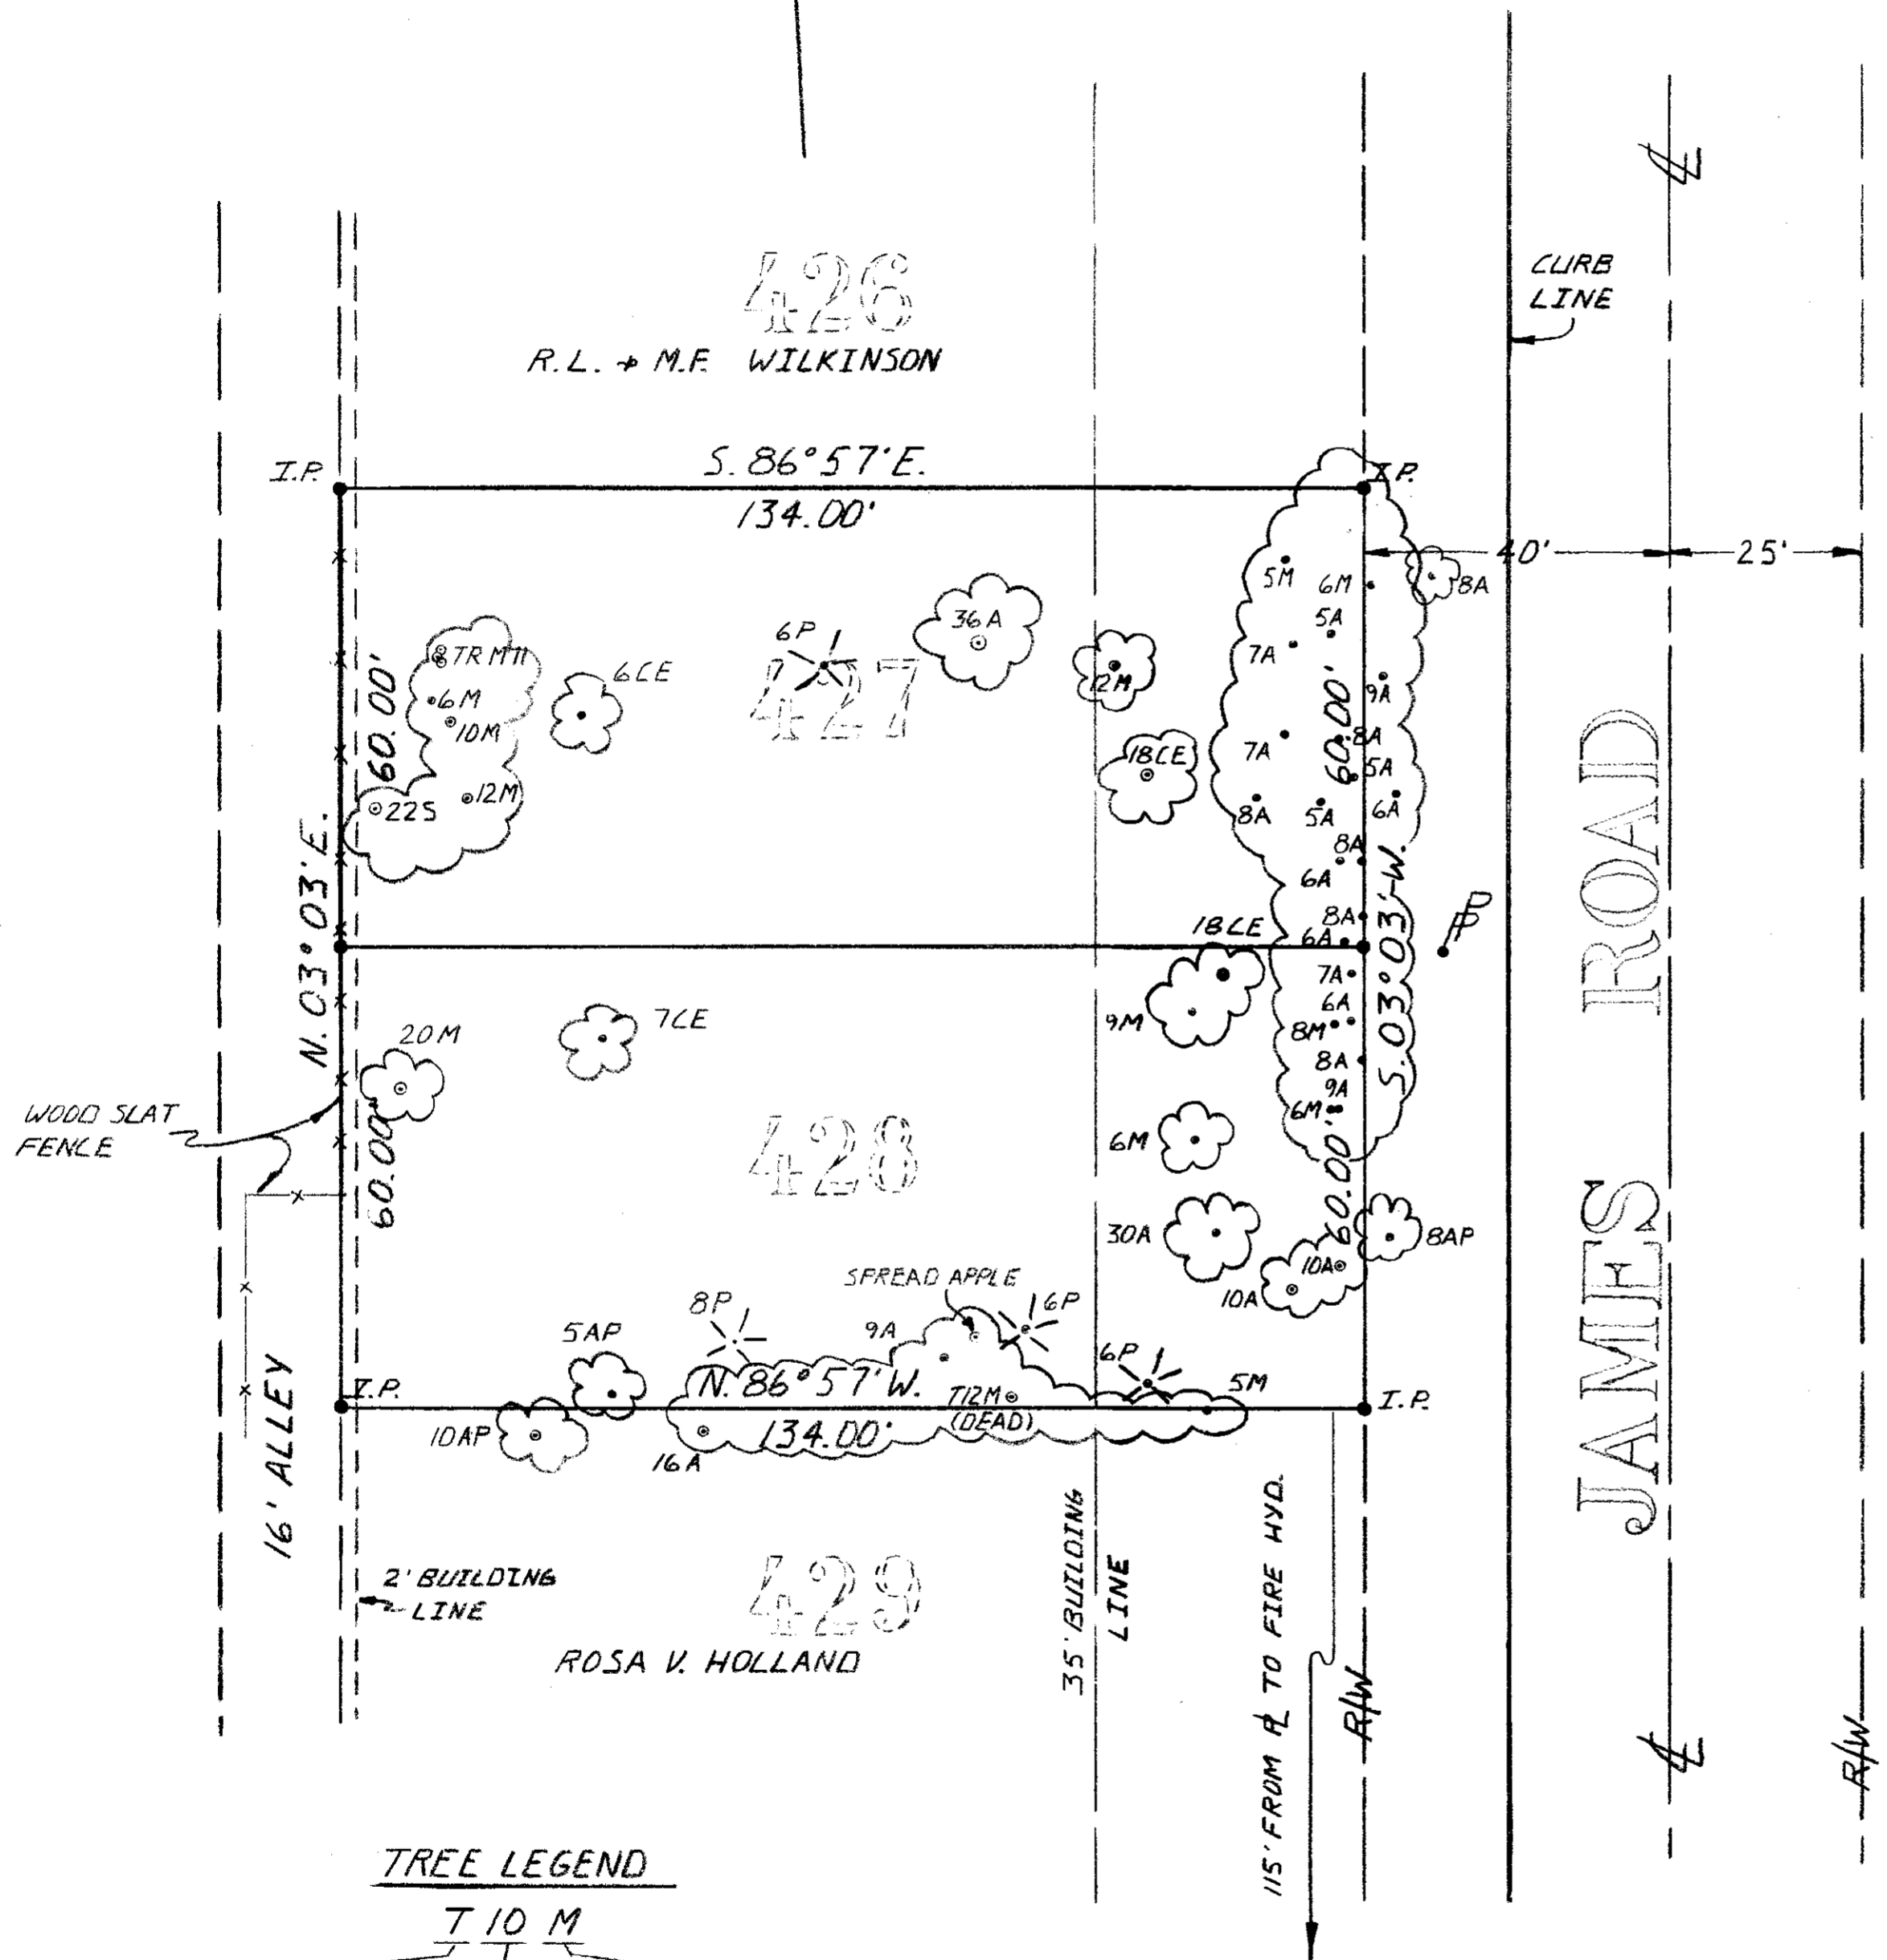 426
R.L. & M.F. WILKINSON
CURB
LINE
I.P.
S. 86°57' E.
134.00'
I.P.
40'
25'
5M
6M
8A
5A
36A
6P
7A
9A
6CE
427
12M
60.00'
60.00'
6M
10M
7A
8A
18CE
5A
22S
12M
8A
5A
6A
8A
6A
N. 03°03' E.
S. 03°03' W.
8A
18CE
6A
PP
7A
6A
9M
8M
7CE
20M
8A
9A
6M
WOOD SLAT
FENCE
60.00'
60.00'
428
6M
30A
8AP
10A
10A
SPREAD APPLE
8P
6P
5AP
9A
6P
N. 86°57' W.
T12M
(DEAD)
5M
I.P.
I.P.
10AP
134.00'
16A
16' ALLEY
2' BUILDING
LINE
429
ROSA V. HOLLAND
35' BUILDING
LINE
115' FROM PL TO FIRE HYD.
R/W
R/W
JAMES ROAD
TREE LEGEND
T 10 M